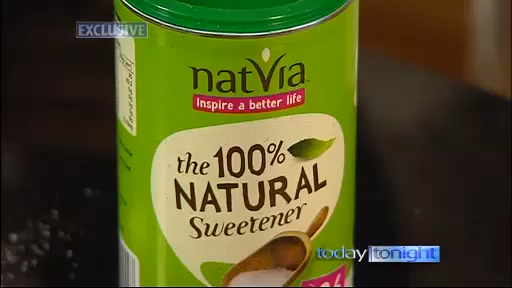 EXCLUSIVE
natvia
Inspire a better life
the 100%
NATURAL
Sweetener
today tonight